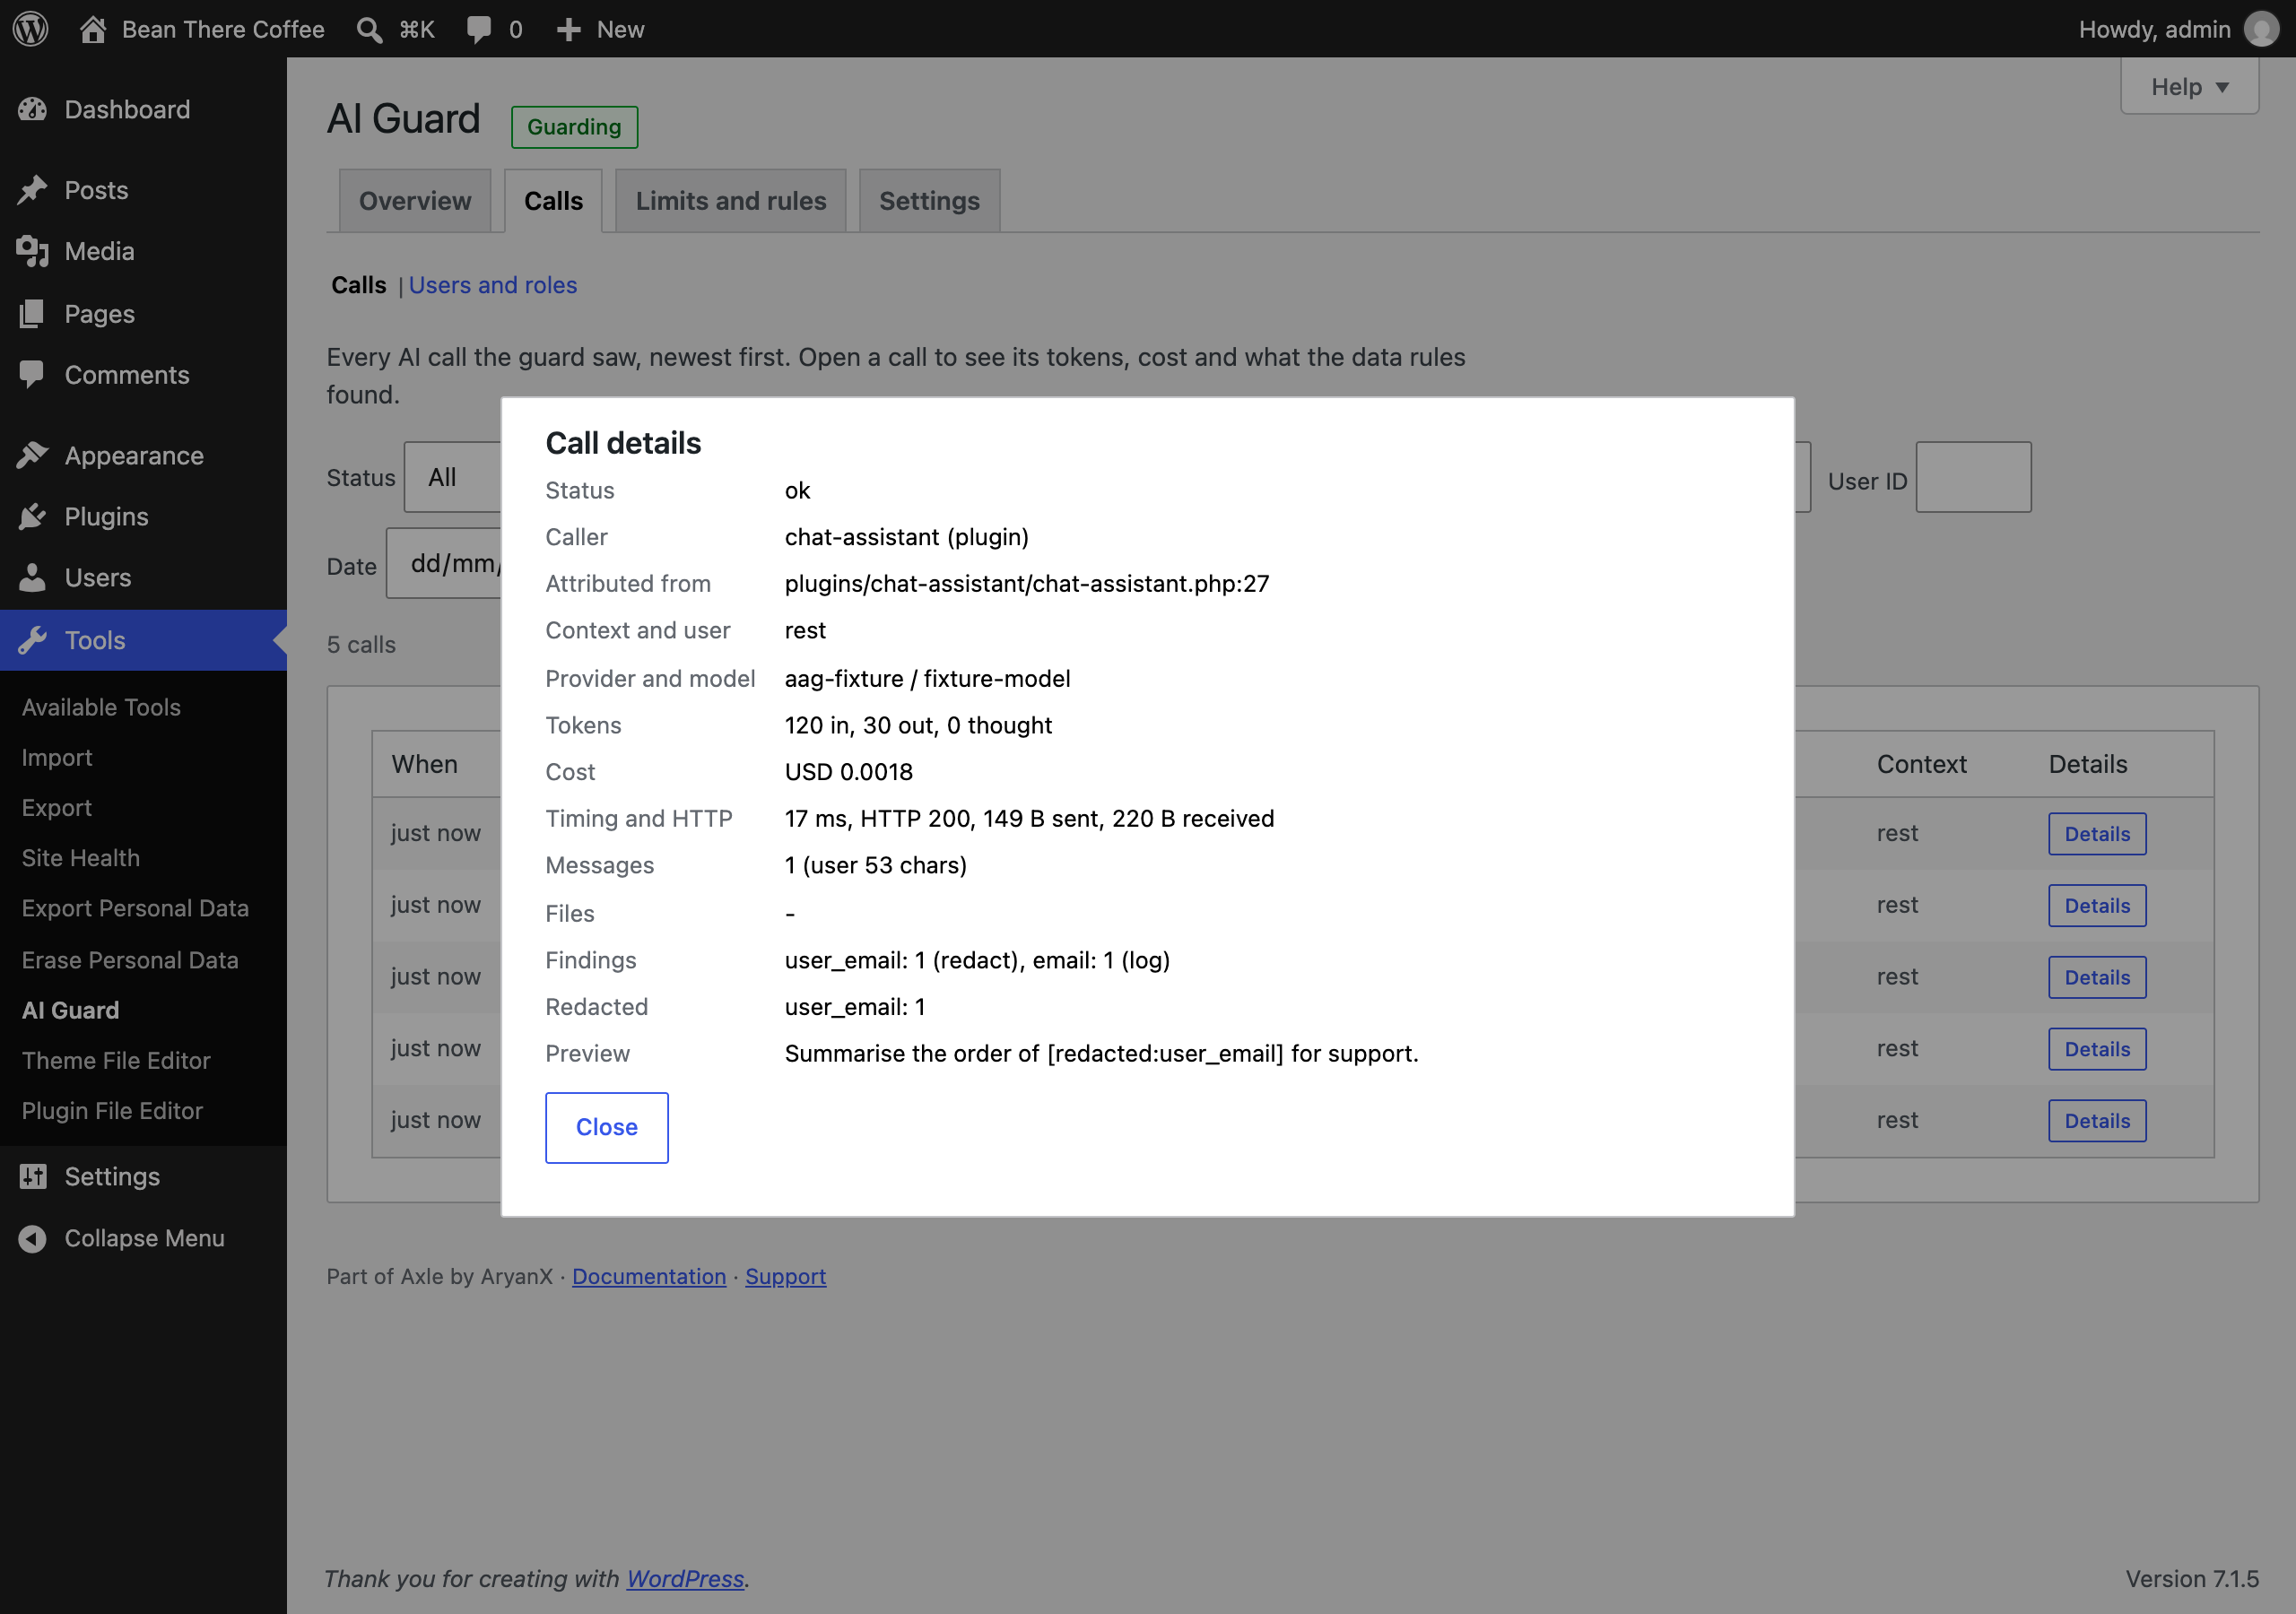 Bean There Coffee ⌘K 0 New Howdy, admin
Help
Dashboard
Posts
Media
Pages
Comments
Appearance
Plugins
Users
Tools
Available Tools
Import
Export
Site Health
Export Personal Data
Erase Personal Data
AI Guard
Theme File Editor
Plugin File Editor
Settings
Collapse Menu
AI Guard Guarding
Overview Calls Limits and rules Settings
Calls | Users and roles
Every AI call the guard saw, newest first. Open a call to see its tokens, cost and what the data rules
found.
Status All User ID
Date dd/mm/
5 calls
When Context Details
just now rest Details
just now rest Details
just now rest Details
just now rest Details
just now rest Details
Call details
Status ok
Caller chat-assistant (plugin)
Attributed from plugins/chat-assistant/chat-assistant.php:27
Context and user rest
Provider and model aag-fixture / fixture-model
Tokens 120 in, 30 out, 0 thought
Cost USD 0.0018
Timing and HTTP 17 ms, HTTP 200, 149 B sent, 220 B received
Messages 1 (user 53 chars)
Files -
Findings user_email: 1 (redact), email: 1 (log)
Redacted user_email: 1
Preview Summarise the order of [redacted:user_email] for support.
Close
Part of Axle by AryanX · Documentation · Support
Thank you for creating with WordPress. Version 7.1.5